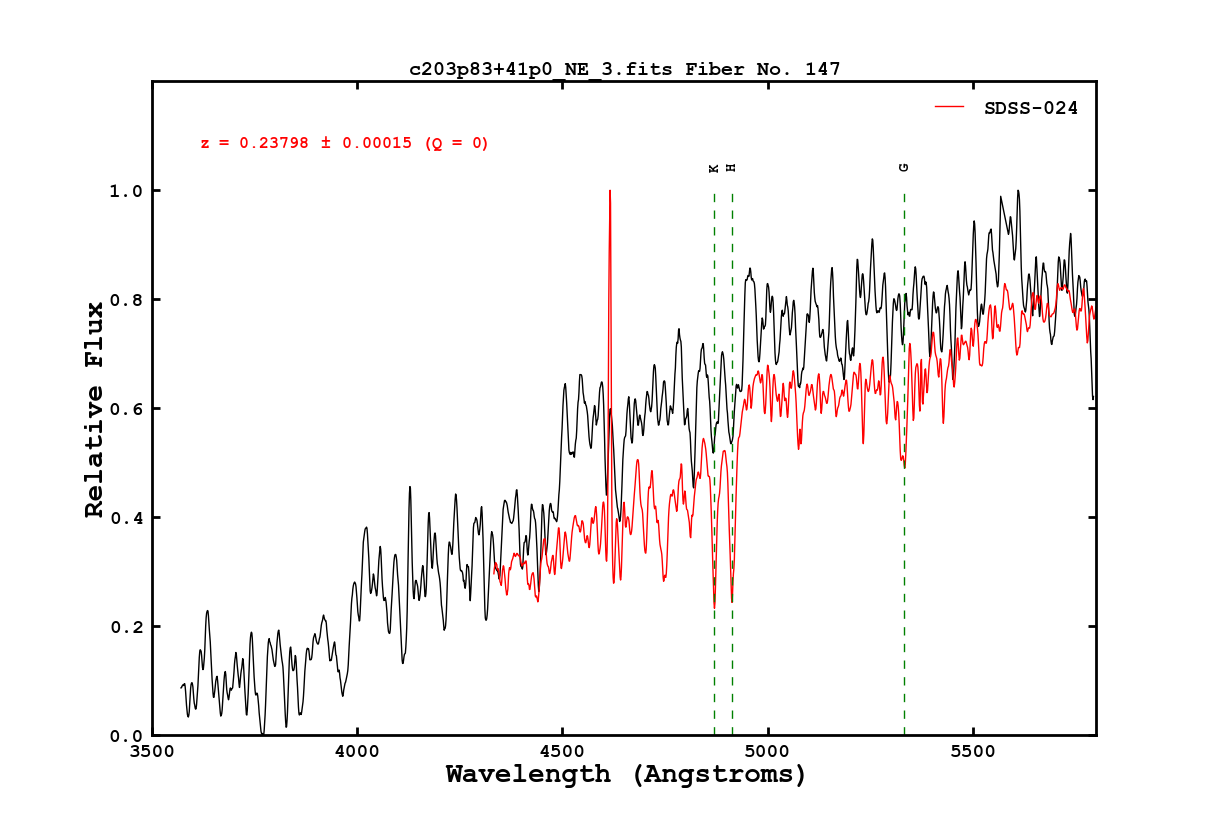 c203p83+41p0_NE_3.fits Fiber No. 147
SDSS-024
z = 0.23798 ± 0.00015 (Q = 0)
K H G
1.0
0.8
0.6
0.4
0.2
0.0
Relative Flux
3500 4000 4500 5000 5500
Wavelength (Angstroms)